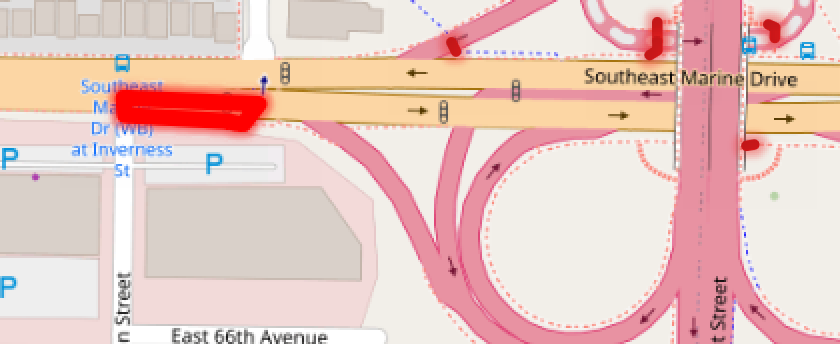 Southeast Marine Drive
Southeast
Ma
Dr (WB)
at Inverness
St
P
P
P
n Street
t Street
East 66th Avenue